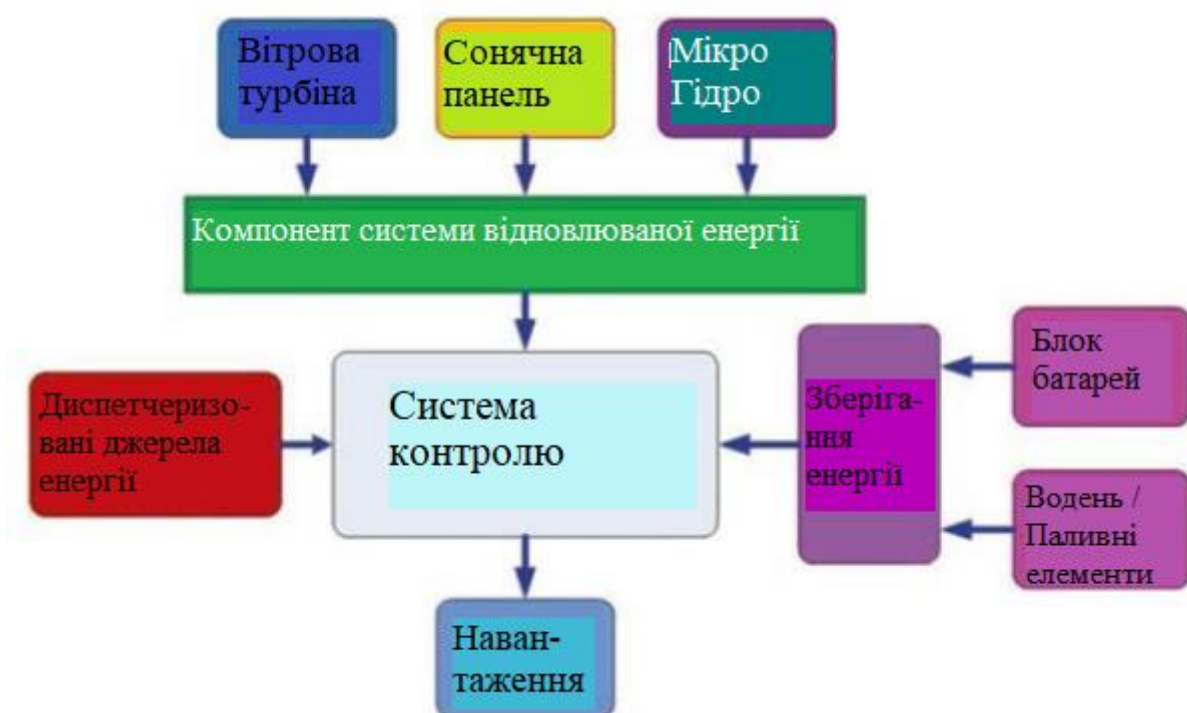 Вітрова
турбіна
Сонячна
панель
Мікро
Гідро
Компонент системи відновлюваної енергії
Диспетчеризо-
вані джерела
енергії
Система
контролю
Зберіга-
ння
енергії
Блок
батарей
Водень /
Паливні
елементи
Наван-
таження